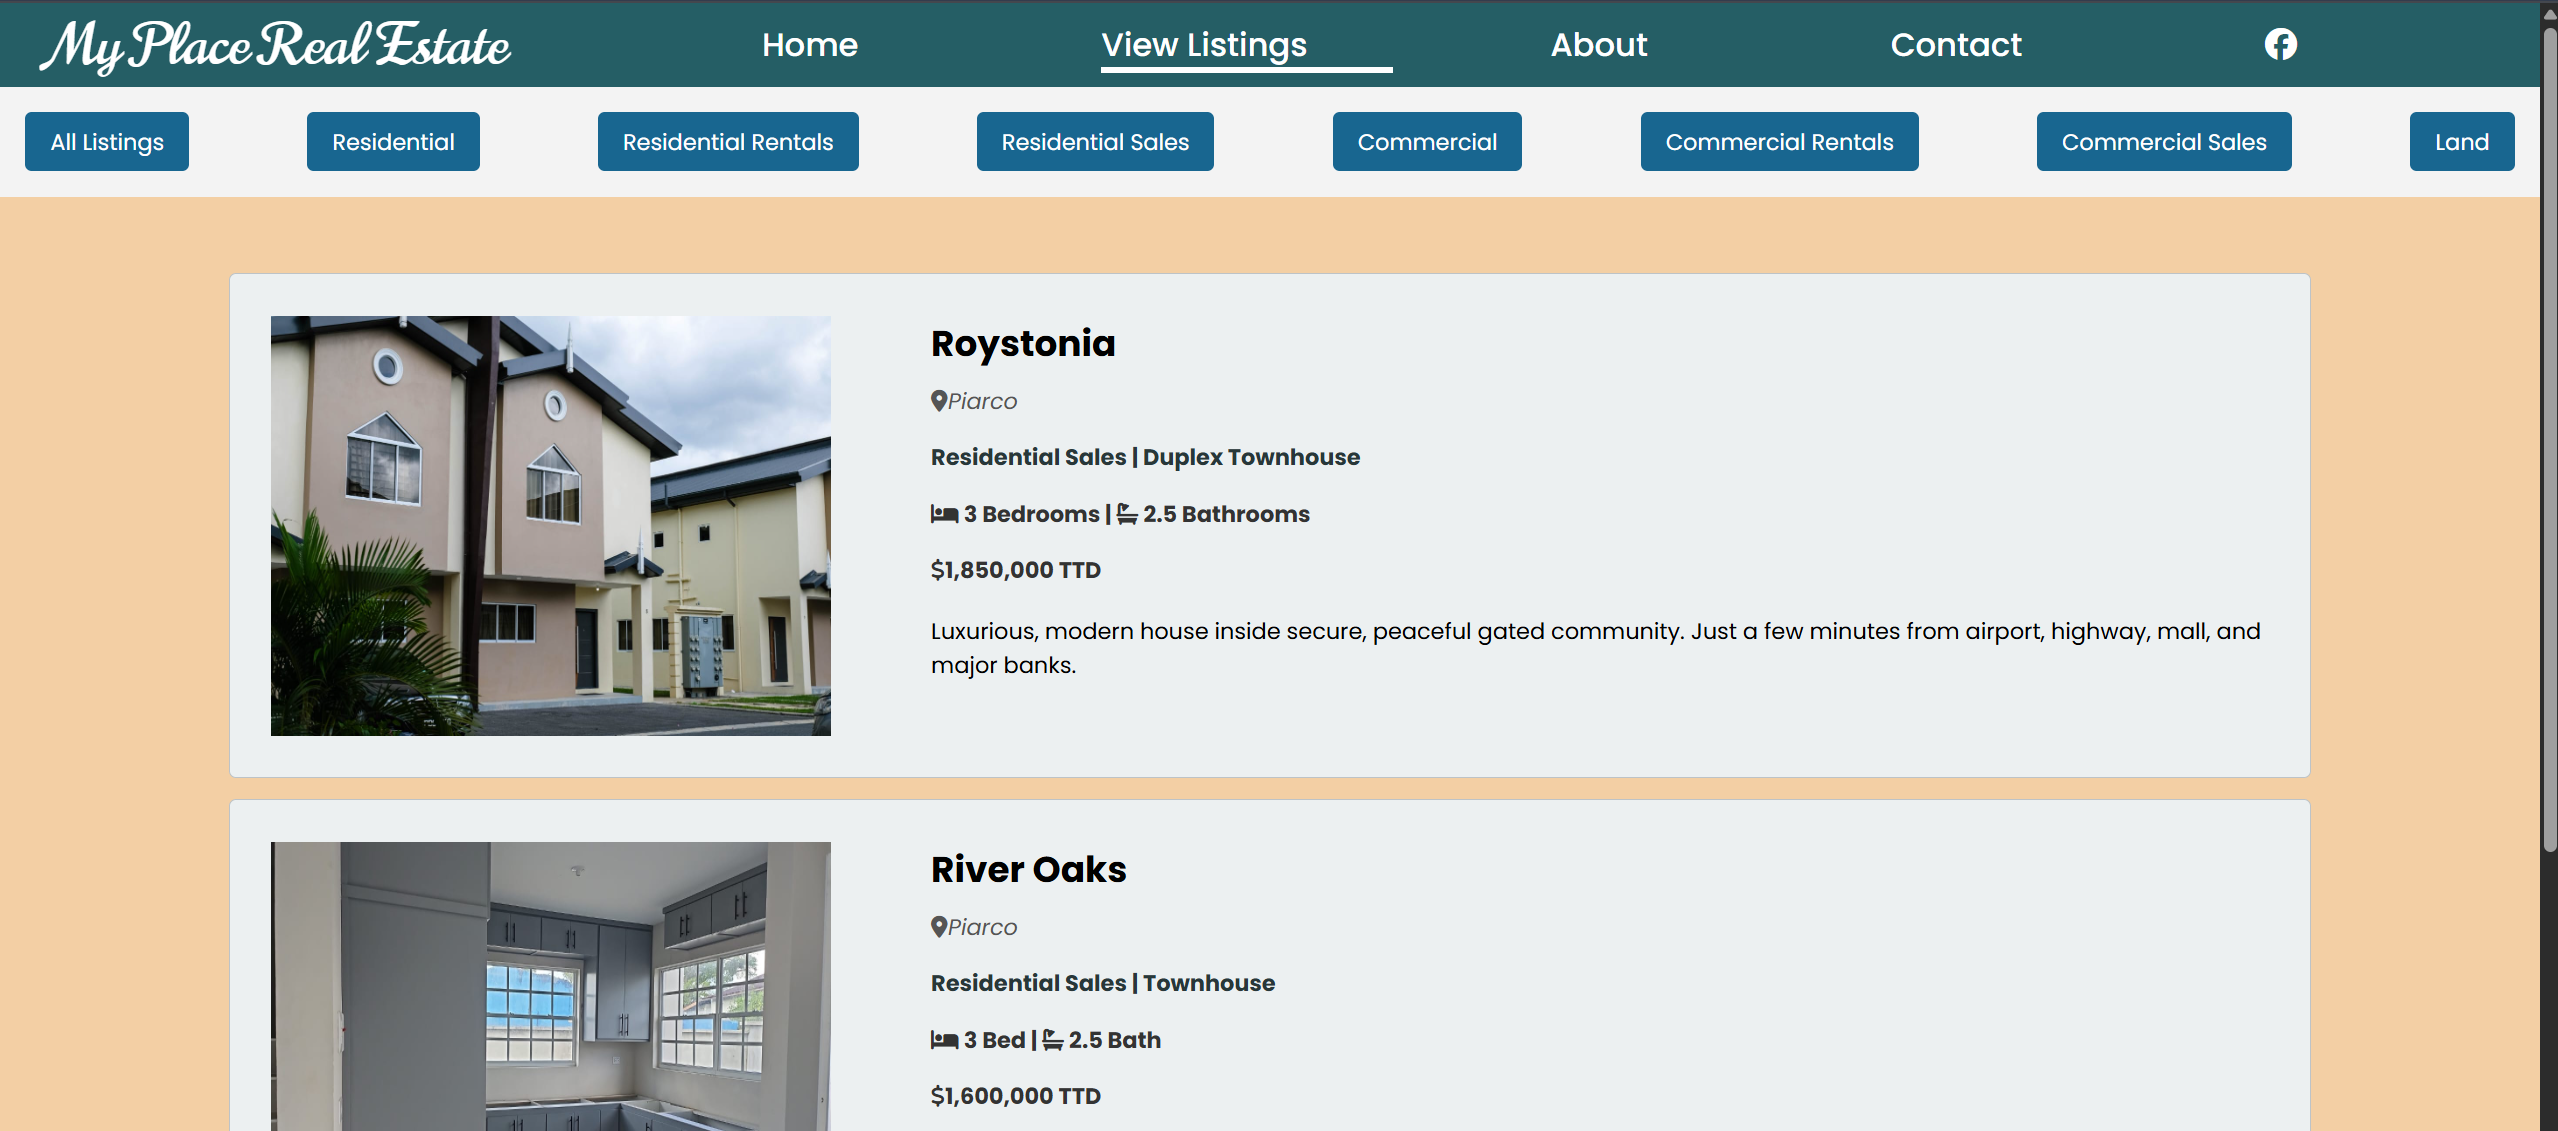 My Place Real Estate
Home
View Listings
About
Contact
All Listings
Residential
Residential Rentals
Residential Sales
Commercial
Commercial Rentals
Commercial Sales
Land
Roystonia
Piarco
Residential Sales | Duplex Townhouse
3 Bedrooms | 2.5 Bathrooms
$1,850,000 TTD
Luxurious, modern house inside secure, peaceful gated community. Just a few minutes from airport, highway, mall, and
major banks.
River Oaks
Piarco
Residential Sales | Townhouse
3 Bed | 2.5 Bath
$1,600,000 TTD